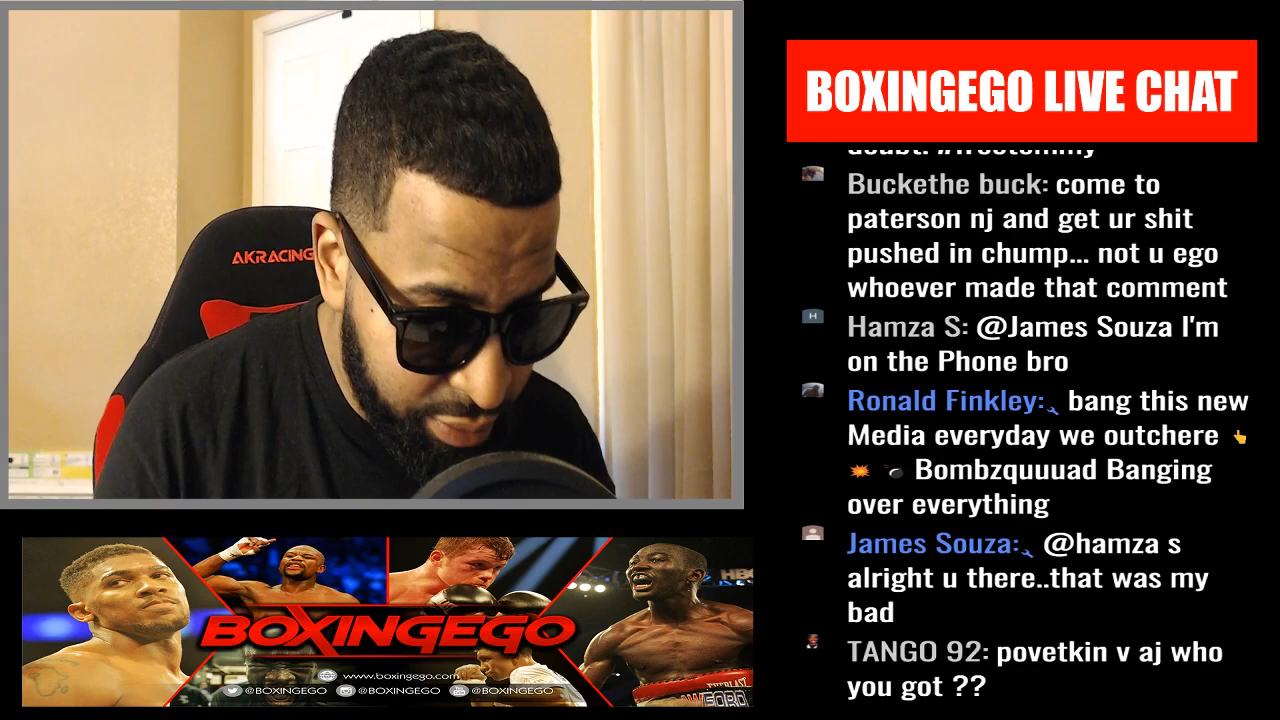 AKRACING
BOXINGEGO LIVE CHAT
Buckethe buck: come to
paterson nj and get ur shit
pushed in chump... not u ego
whoever made that comment
H
Hamza S: @James Souza I'm
on the Phone bro
Ronald Finkley: bang this new
Media everyday we outchere
Bombzquuuad Banging
over everything
James Souza: @hamza s
alright u there..that was my
bad
TANGO 92: povetkin v aj who
you got ??
HBO
BOXINGEGO
www.boxingego.com
@BOXINGEGO @BOXINGEGO @BOXINGEGO
EVERLAST